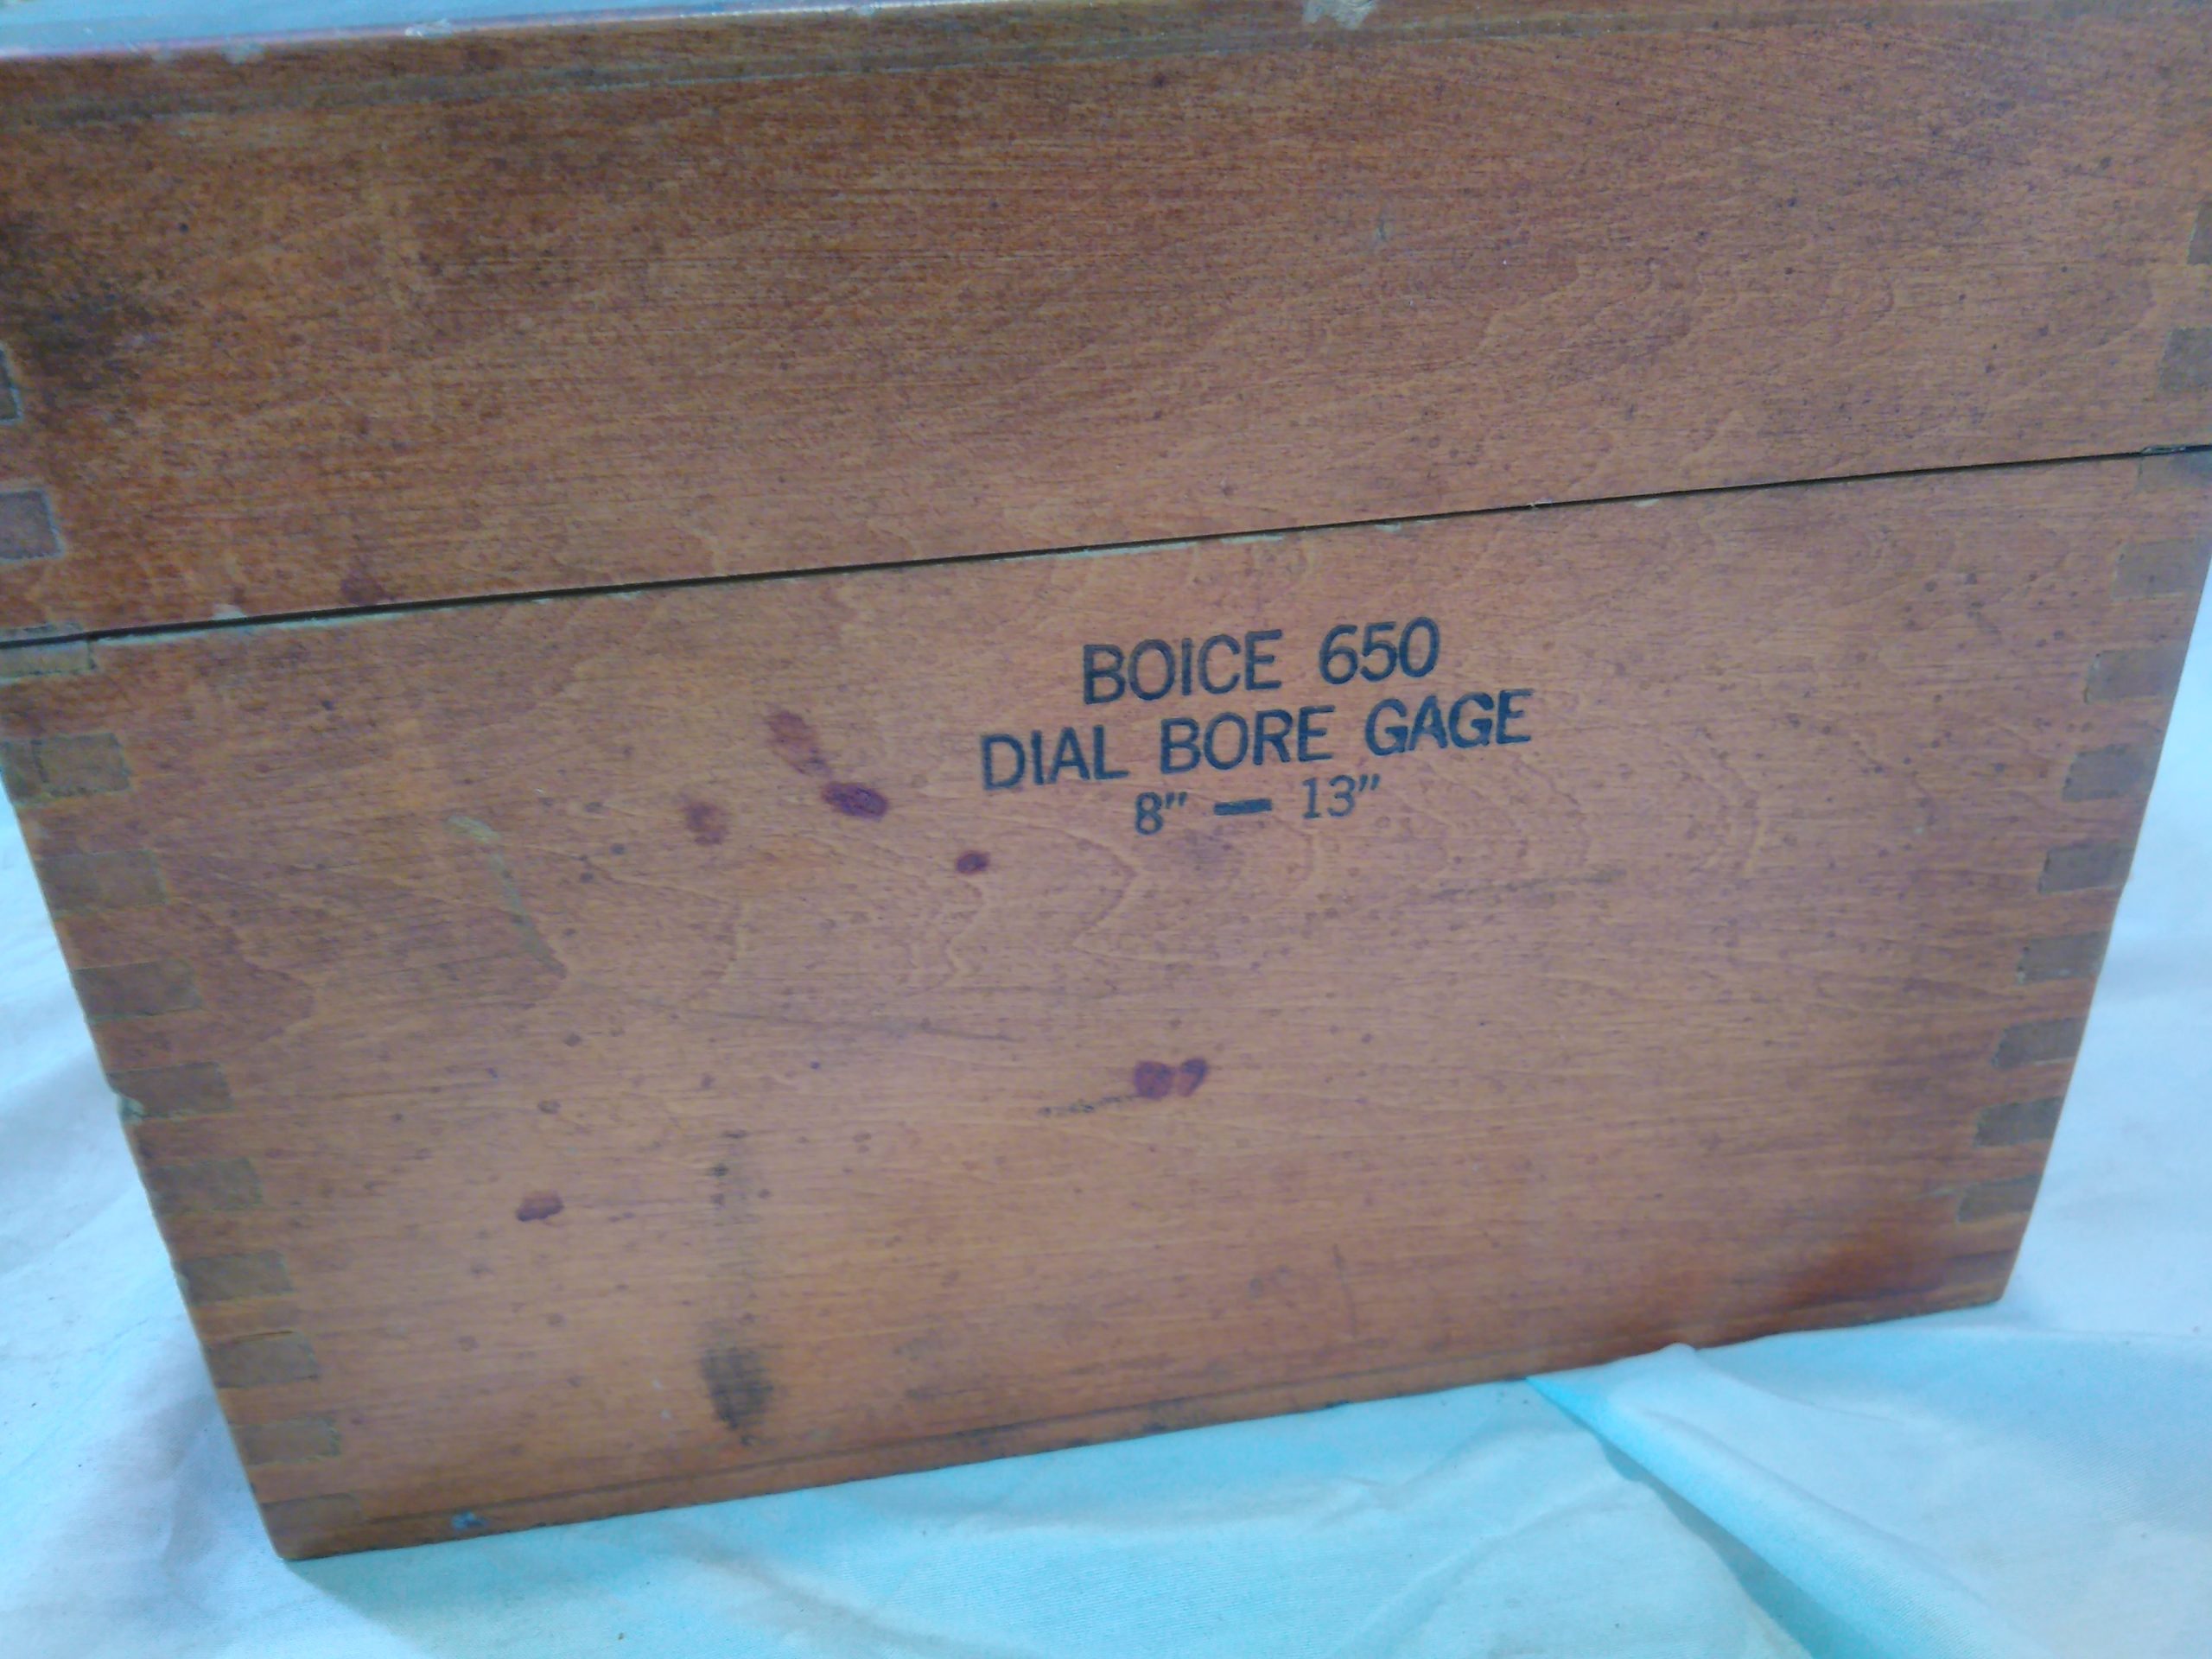 BOICE 650
DIAL BORE GAGE
8" — 13"